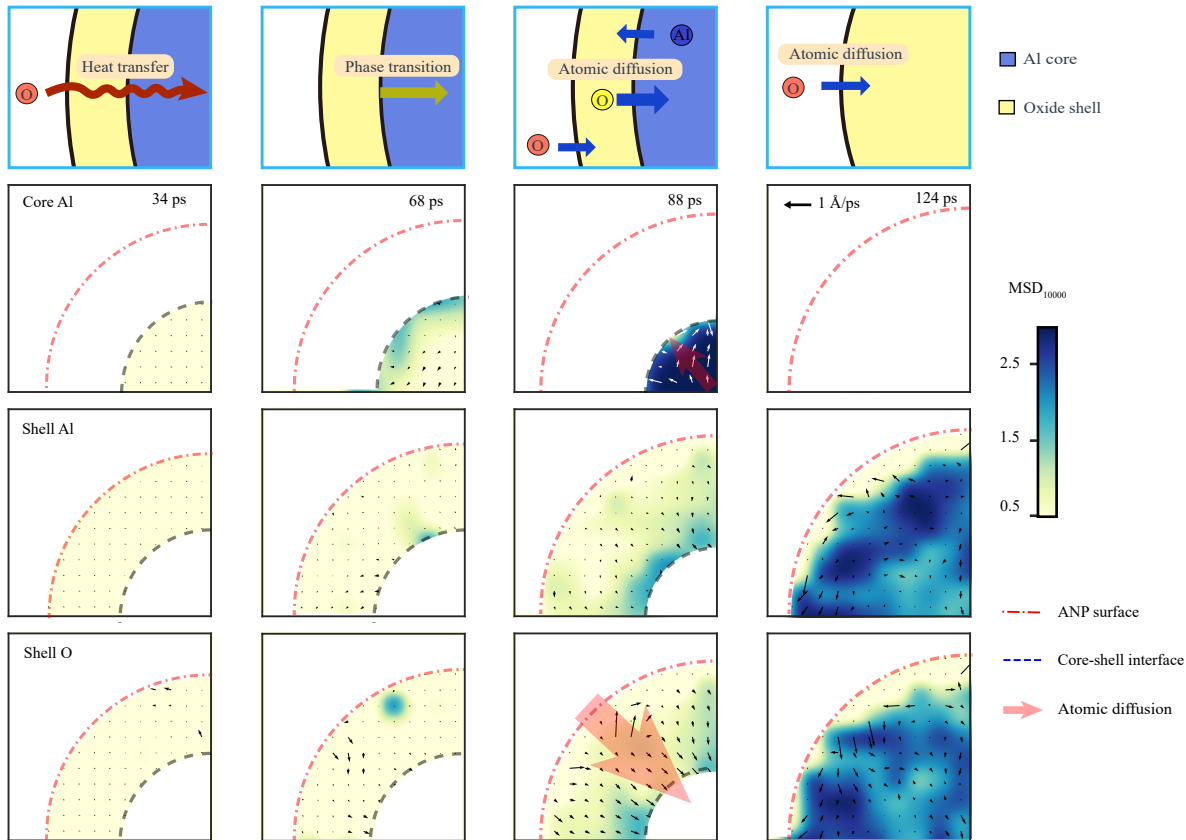 Heat transfer
O
Phase transition
Al
Atomic diffusion
O
O
Atomic diffusion
O
Al core
Oxide shell
Core Al
34 ps
68 ps
88 ps
1 Å/ps
124 ps
MSD10000
2.5
1.5
0.5
Shell Al
Shell O
ANP surface
Core-shell interface
Atomic diffusion